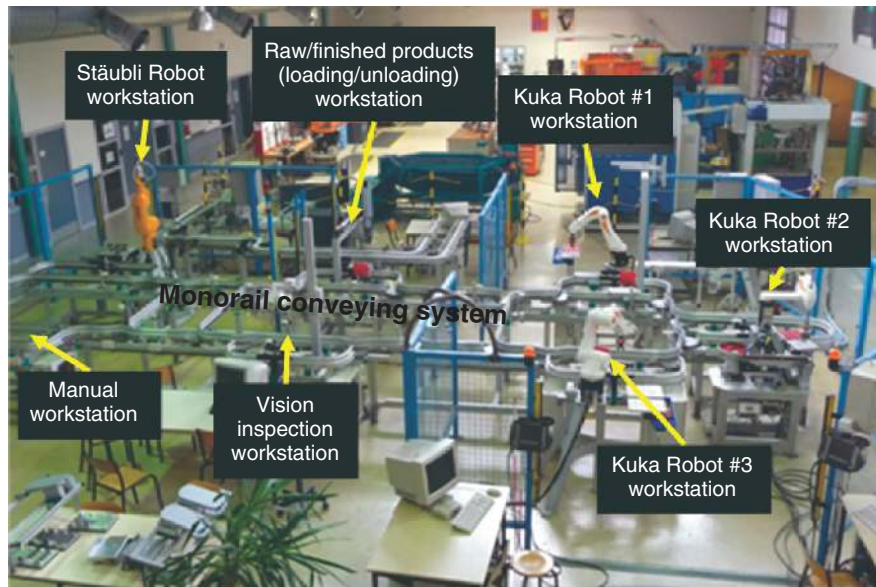 Stäubli Robot
workstation
Raw/finished products
(loading/unloading)
workstation
Kuka Robot #1
workstation
Kuka Robot #2
workstation
Monorail conveying system
Manual
workstation
Vision
inspection
workstation
Kuka Robot #3
workstation